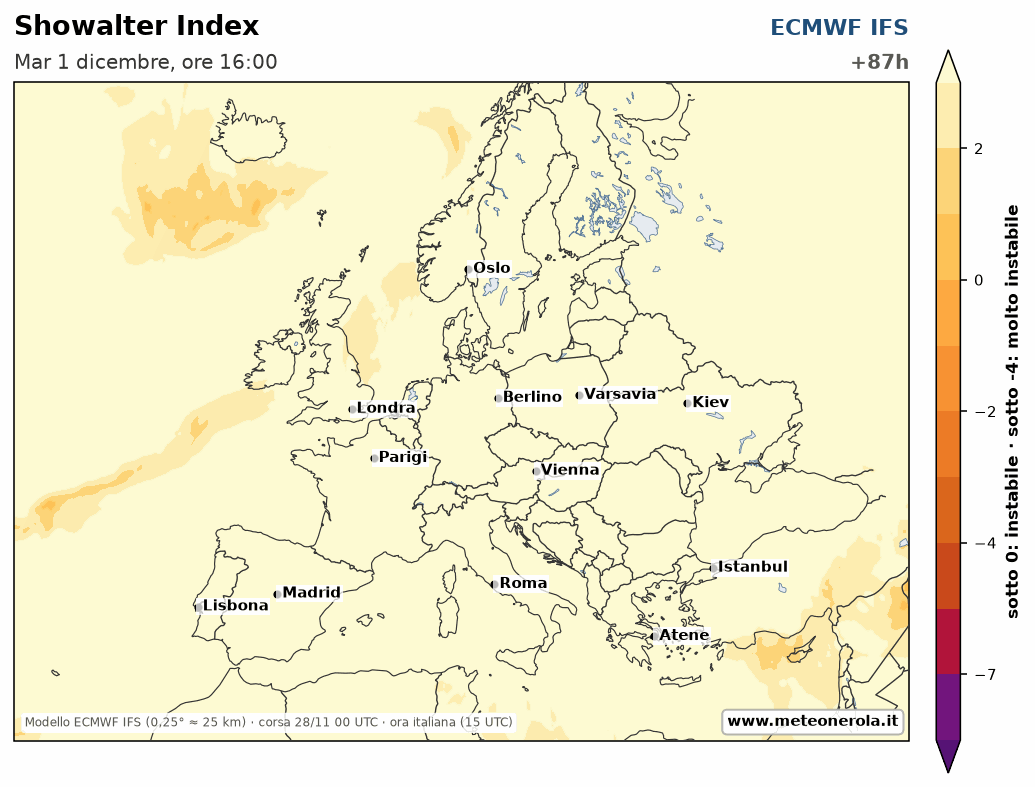 Showalter Index
ECMWF IFS
Mar 1 dicembre, ore 16:00
+87h
Oslo
Londra
Berlino
Varsavia
Kiev
Parigi
Vienna
Istanbul
Roma
Madrid
Lisbona
Atene
Modello ECMWF IFS (0,25° ≈ 25 km) · corsa 28/11 00 UTC · ora italiana (15 UTC)
www.meteonerola.it
2
0
−2
−4
−7
sotto 0: instabile · sotto -4: molto instabile